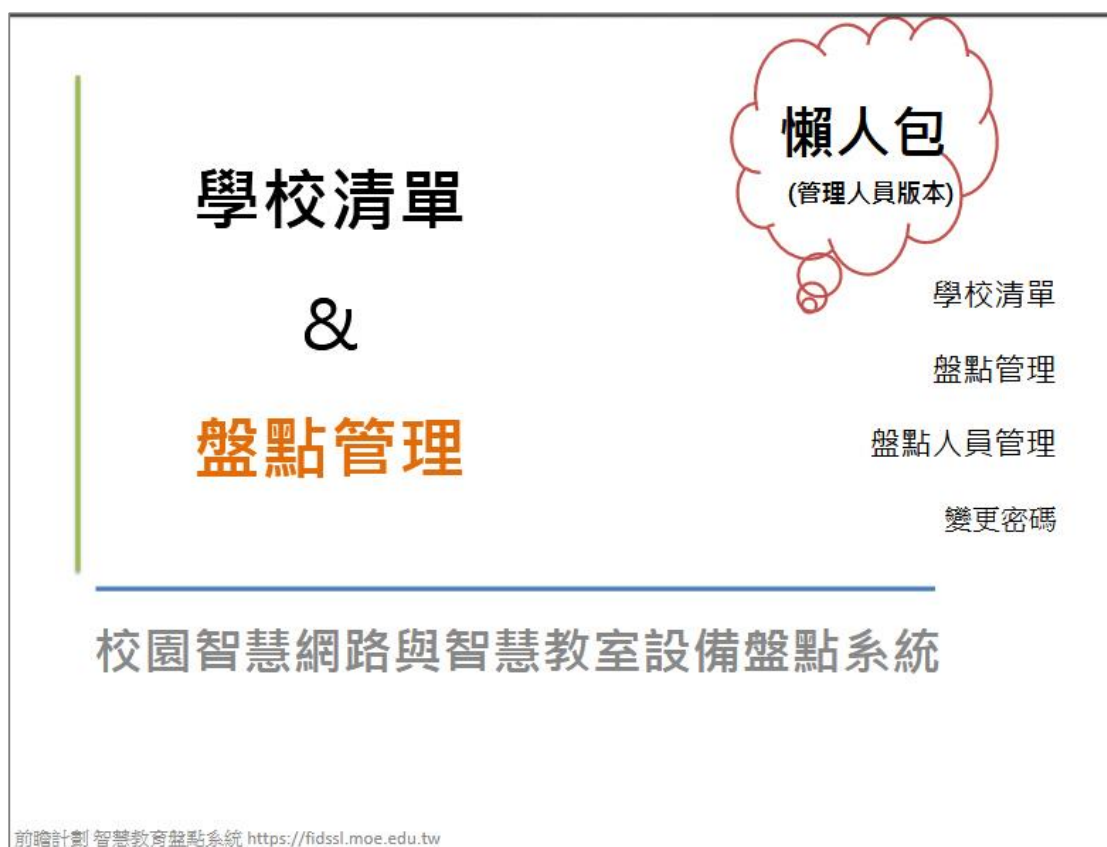 懶人包
(管理人員版本)
學校清單
&
盤點管理
學校清單
盤點管理
盤點人員管理
變更密碼
校園智慧網路與智慧教室設備盤點系統
前瞻計劃 智慧教育盤點系統 https://fidssl.moe.edu.tw